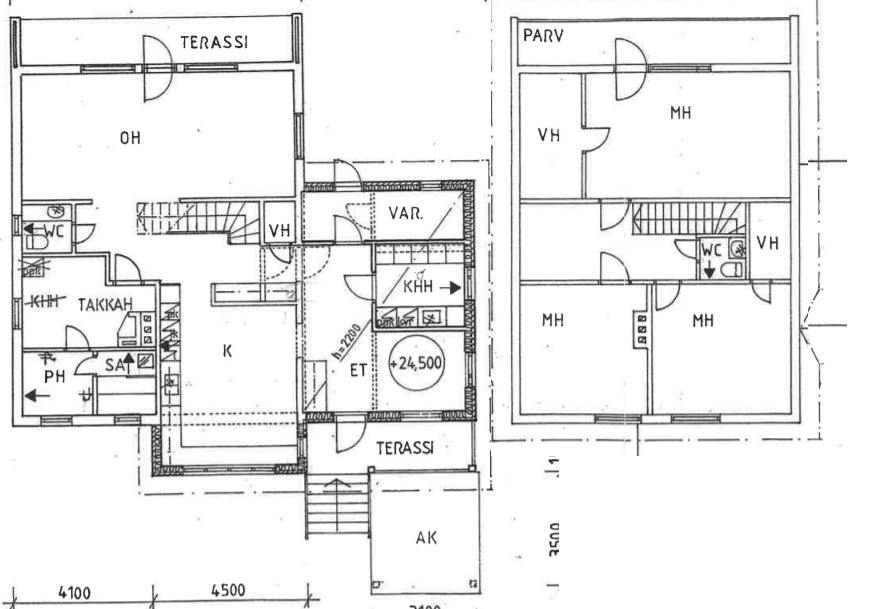 TERASSI
OH
WC
VH
VAR.
KHH
KHH
TAKKAH
K
h=2200
ET
+24,500
PH
SA
TERASSI
AK
4100
4500
3500
PARV
VH
MH
WC
VH
MH
MH